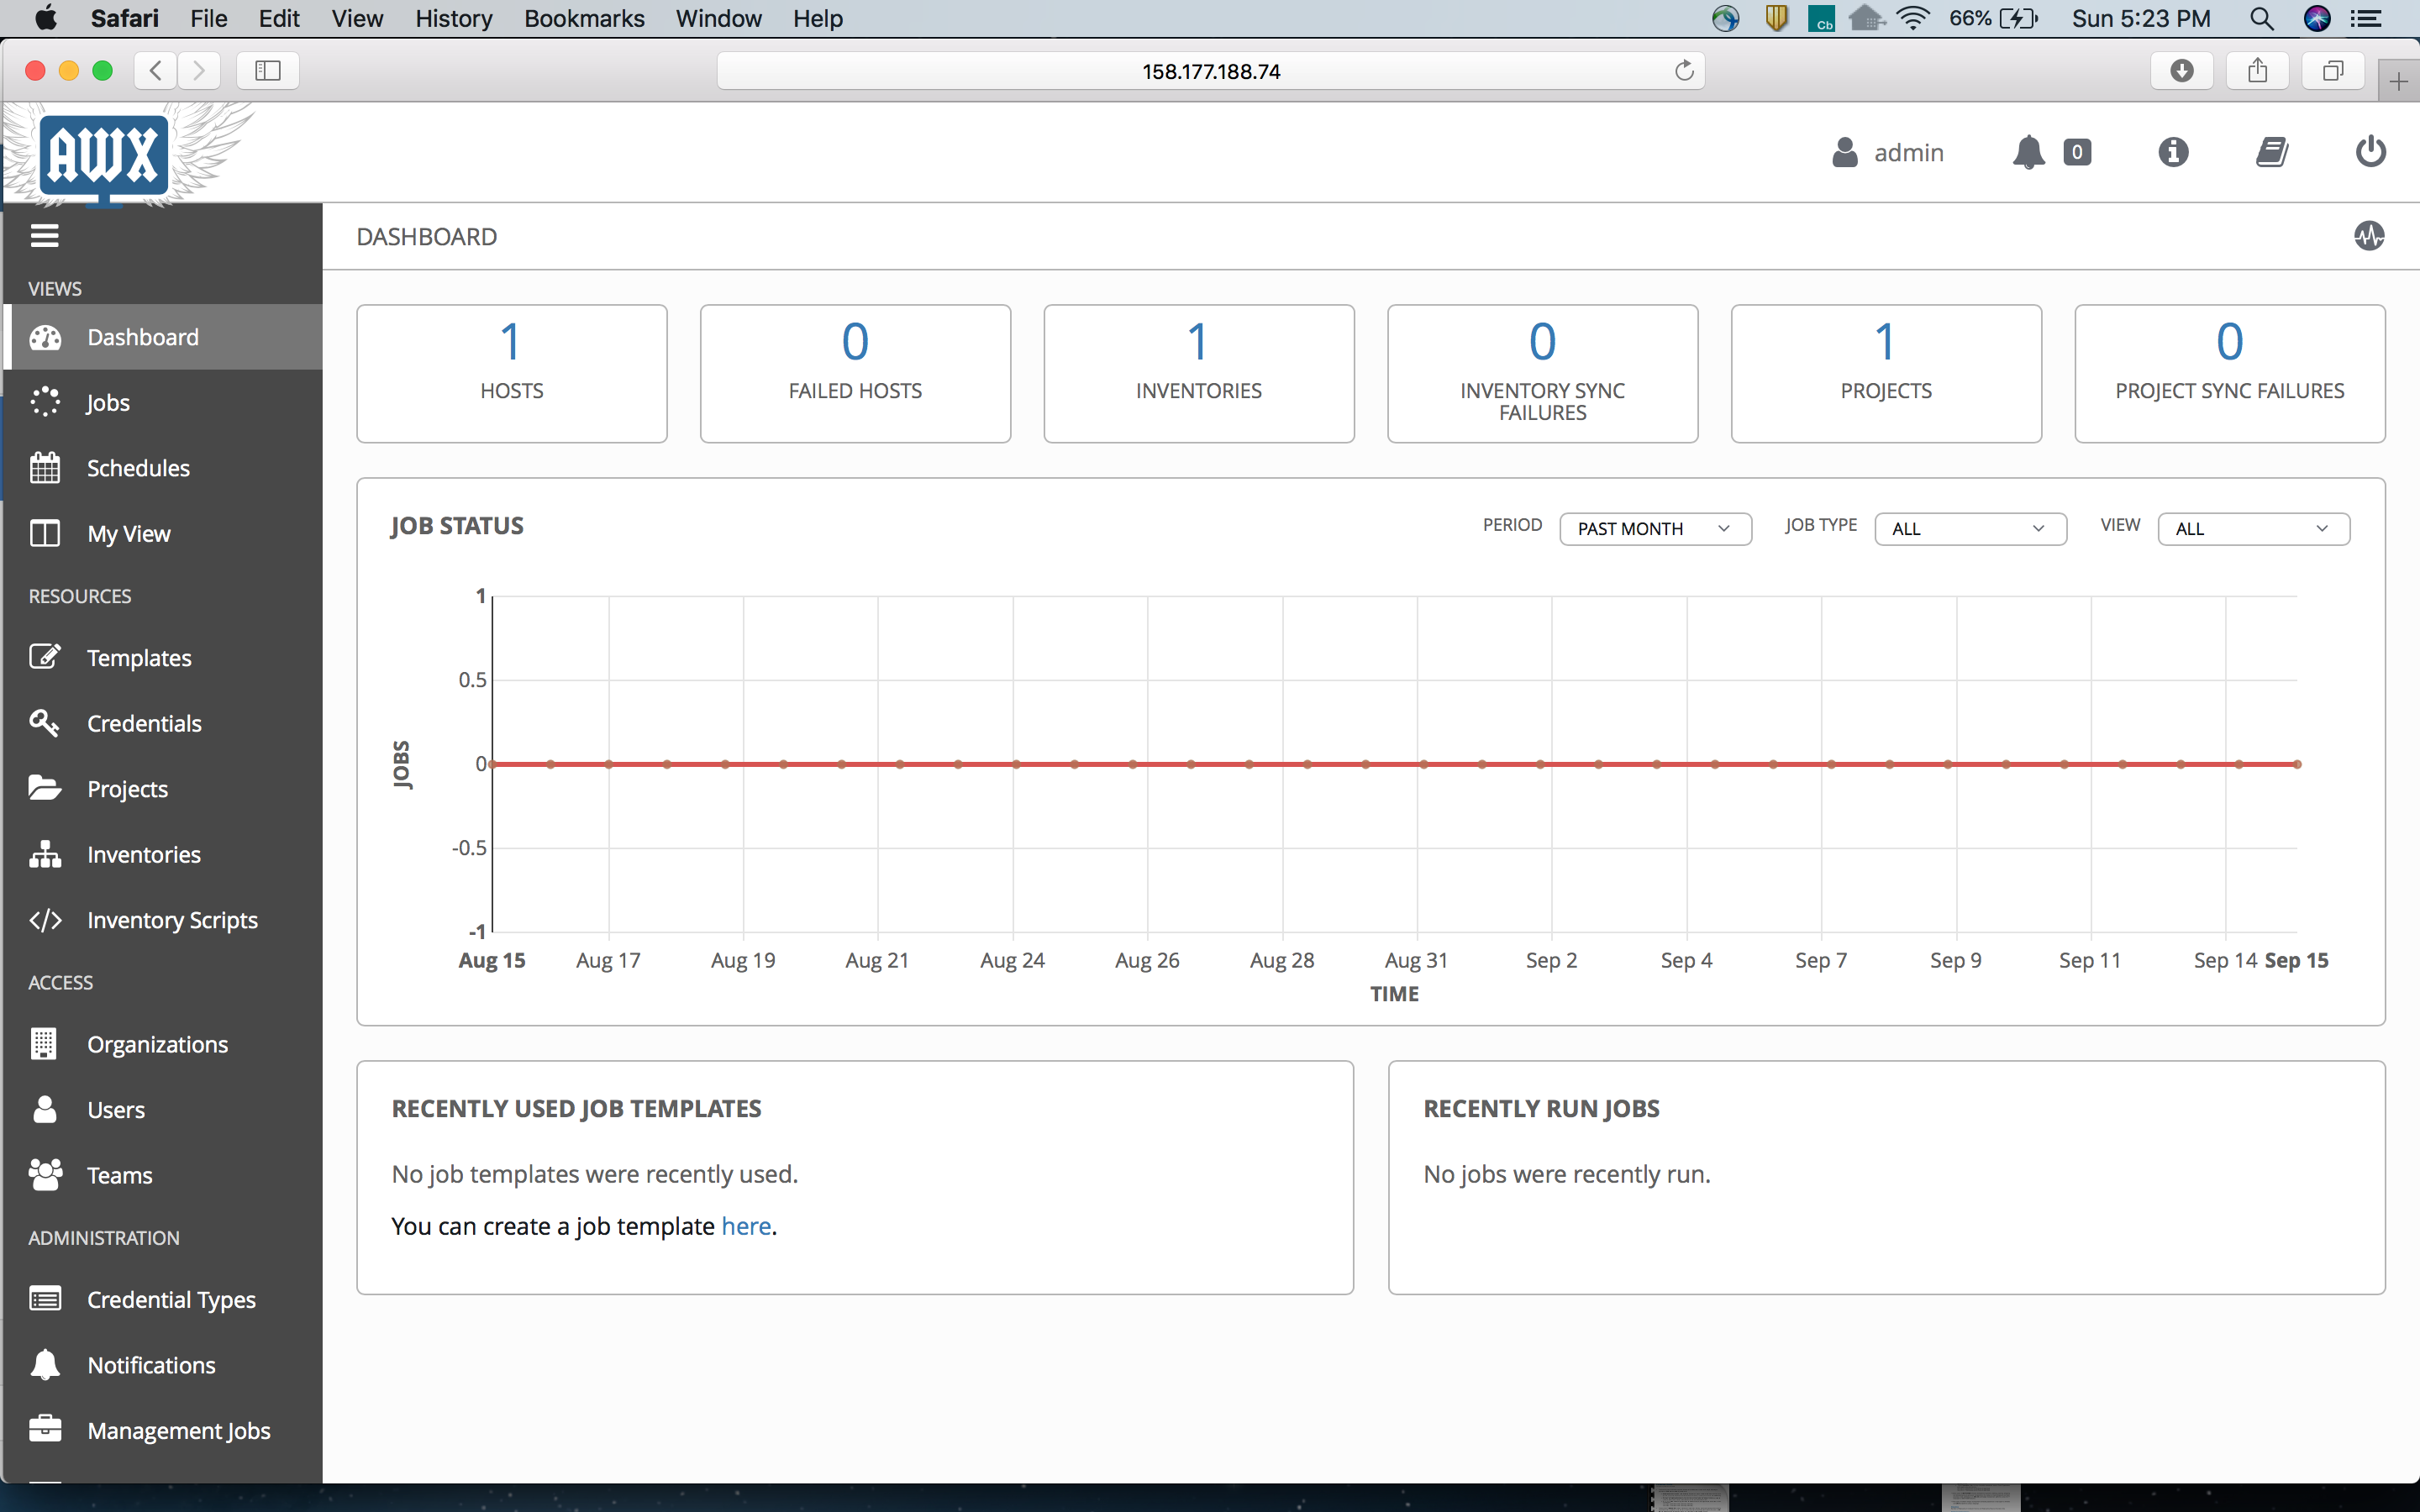 Safari File Edit View History Bookmarks Window Help Cb 66% Sun 5:23 PM
158.177.188.74
AWX
admin 0
DASHBOARD
VIEWS
Dashboard
Jobs
Schedules
My View
RESOURCES
Templates
Credentials
Projects
Inventories
Inventory Scripts
ACCESS
Organizations
Users
Teams
ADMINISTRATION
Credential Types
Notifications
Management Jobs
1
HOSTS
0
FAILED HOSTS
1
INVENTORIES
0
INVENTORY SYNC
FAILURES
1
PROJECTS
0
PROJECT SYNC FAILURES
JOB STATUS
PERIOD PAST MONTH JOB TYPE ALL VIEW ALL
1
0.5
0
-0.5
-1
JOBS
Aug 15 Aug 17 Aug 19 Aug 21 Aug 24 Aug 26 Aug 28 Aug 31 Sep 2 Sep 4 Sep 7 Sep 9 Sep 11 Sep 14 Sep 15
TIME
RECENTLY USED JOB TEMPLATES
No job templates were recently used.
You can create a job template here.
RECENTLY RUN JOBS
No jobs were recently run.